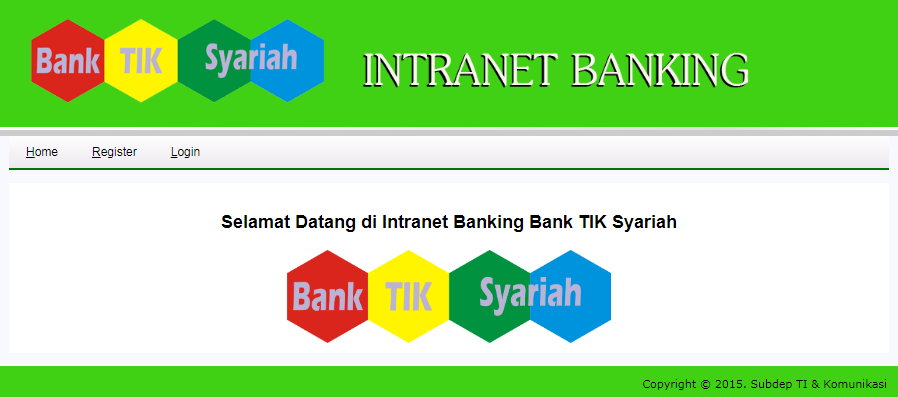 Bank TIK Syariah INTRANET BANKING
Home Register Login
Selamat Datang di Intranet Banking Bank TIK Syariah
Bank TIK Syariah
Copyright © 2015. Subdep TI & Komunikasi